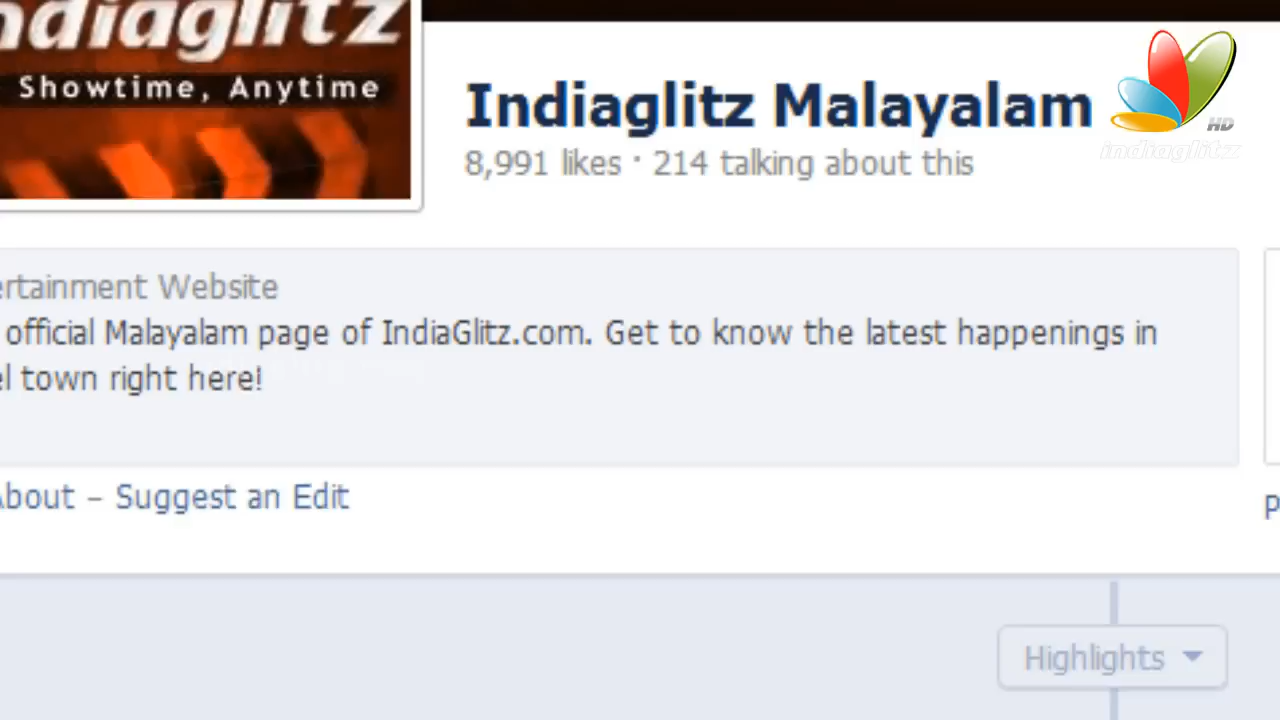 ndiaglitz
Showtime, Anytime
Indiaglitz Malayalam
8,991 likes · 214 talking about this
HD
indiaglitz
ertainment Website
official Malayalam page of IndiaGlitz.com. Get to know the latest happenings in
el town right here!
About – Suggest an Edit
P
Highlights